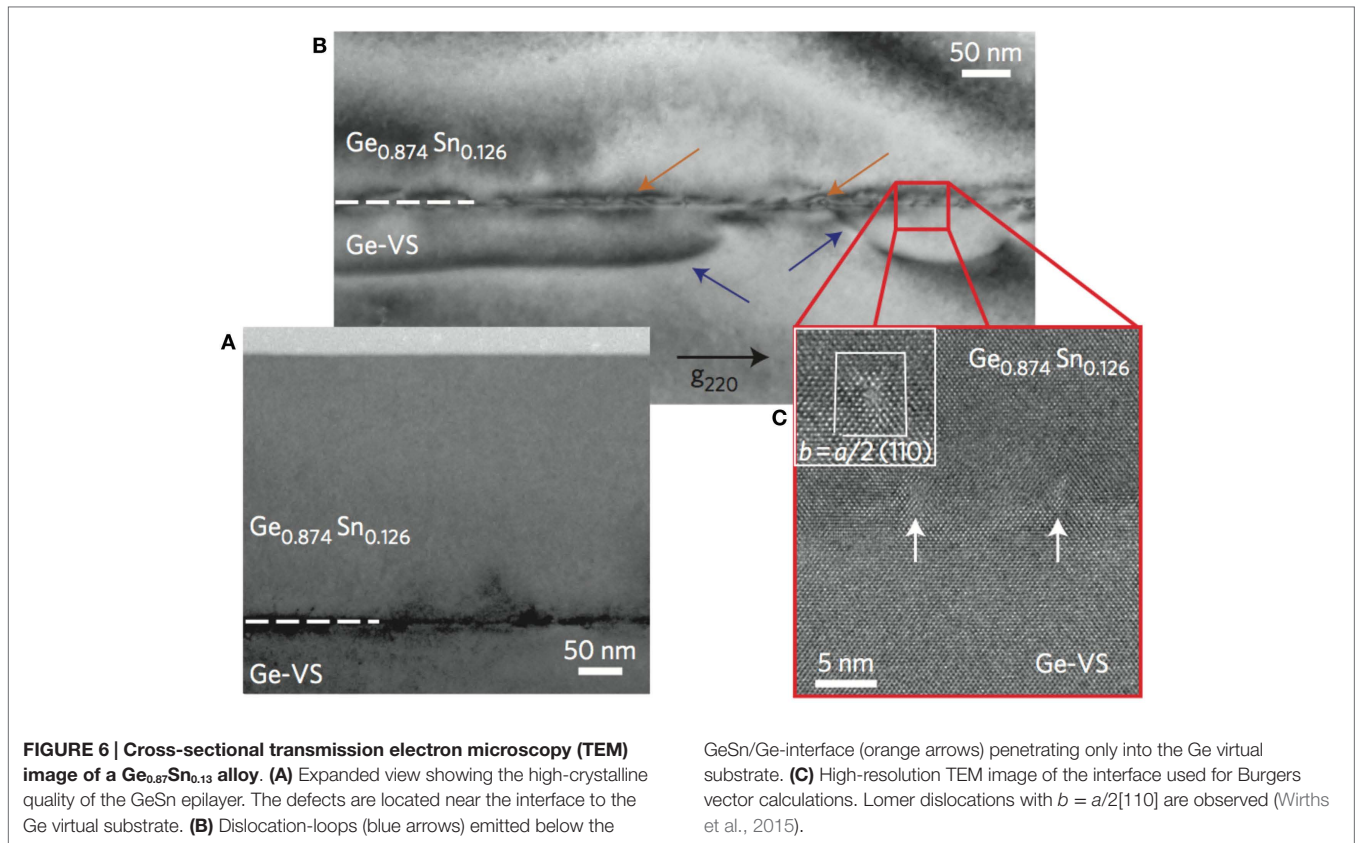 B
50 nm
Ge0.874 Sn0.126
Ge-VS
A
g220
C
Ge0.874 Sn0.126
b = a/2 (110)
Ge0.874 Sn0.126
50 nm
Ge-VS
5 nm
Ge-VS
FIGURE 6 | Cross-sectional transmission electron microscopy (TEM)
image of a Ge0.87Sn0.13 alloy. (A) Expanded view showing the high-crystalline
quality of the GeSn epilayer. The defects are located near the interface to the
Ge virtual substrate. (B) Dislocation-loops (blue arrows) emitted below the
GeSn/Ge-interface (orange arrows) penetrating only into the Ge virtual
substrate. (C) High-resolution TEM image of the interface used for Burgers
vector calculations. Lomer dislocations with b = a/2[110] are observed (Wirths
et al., 2015).